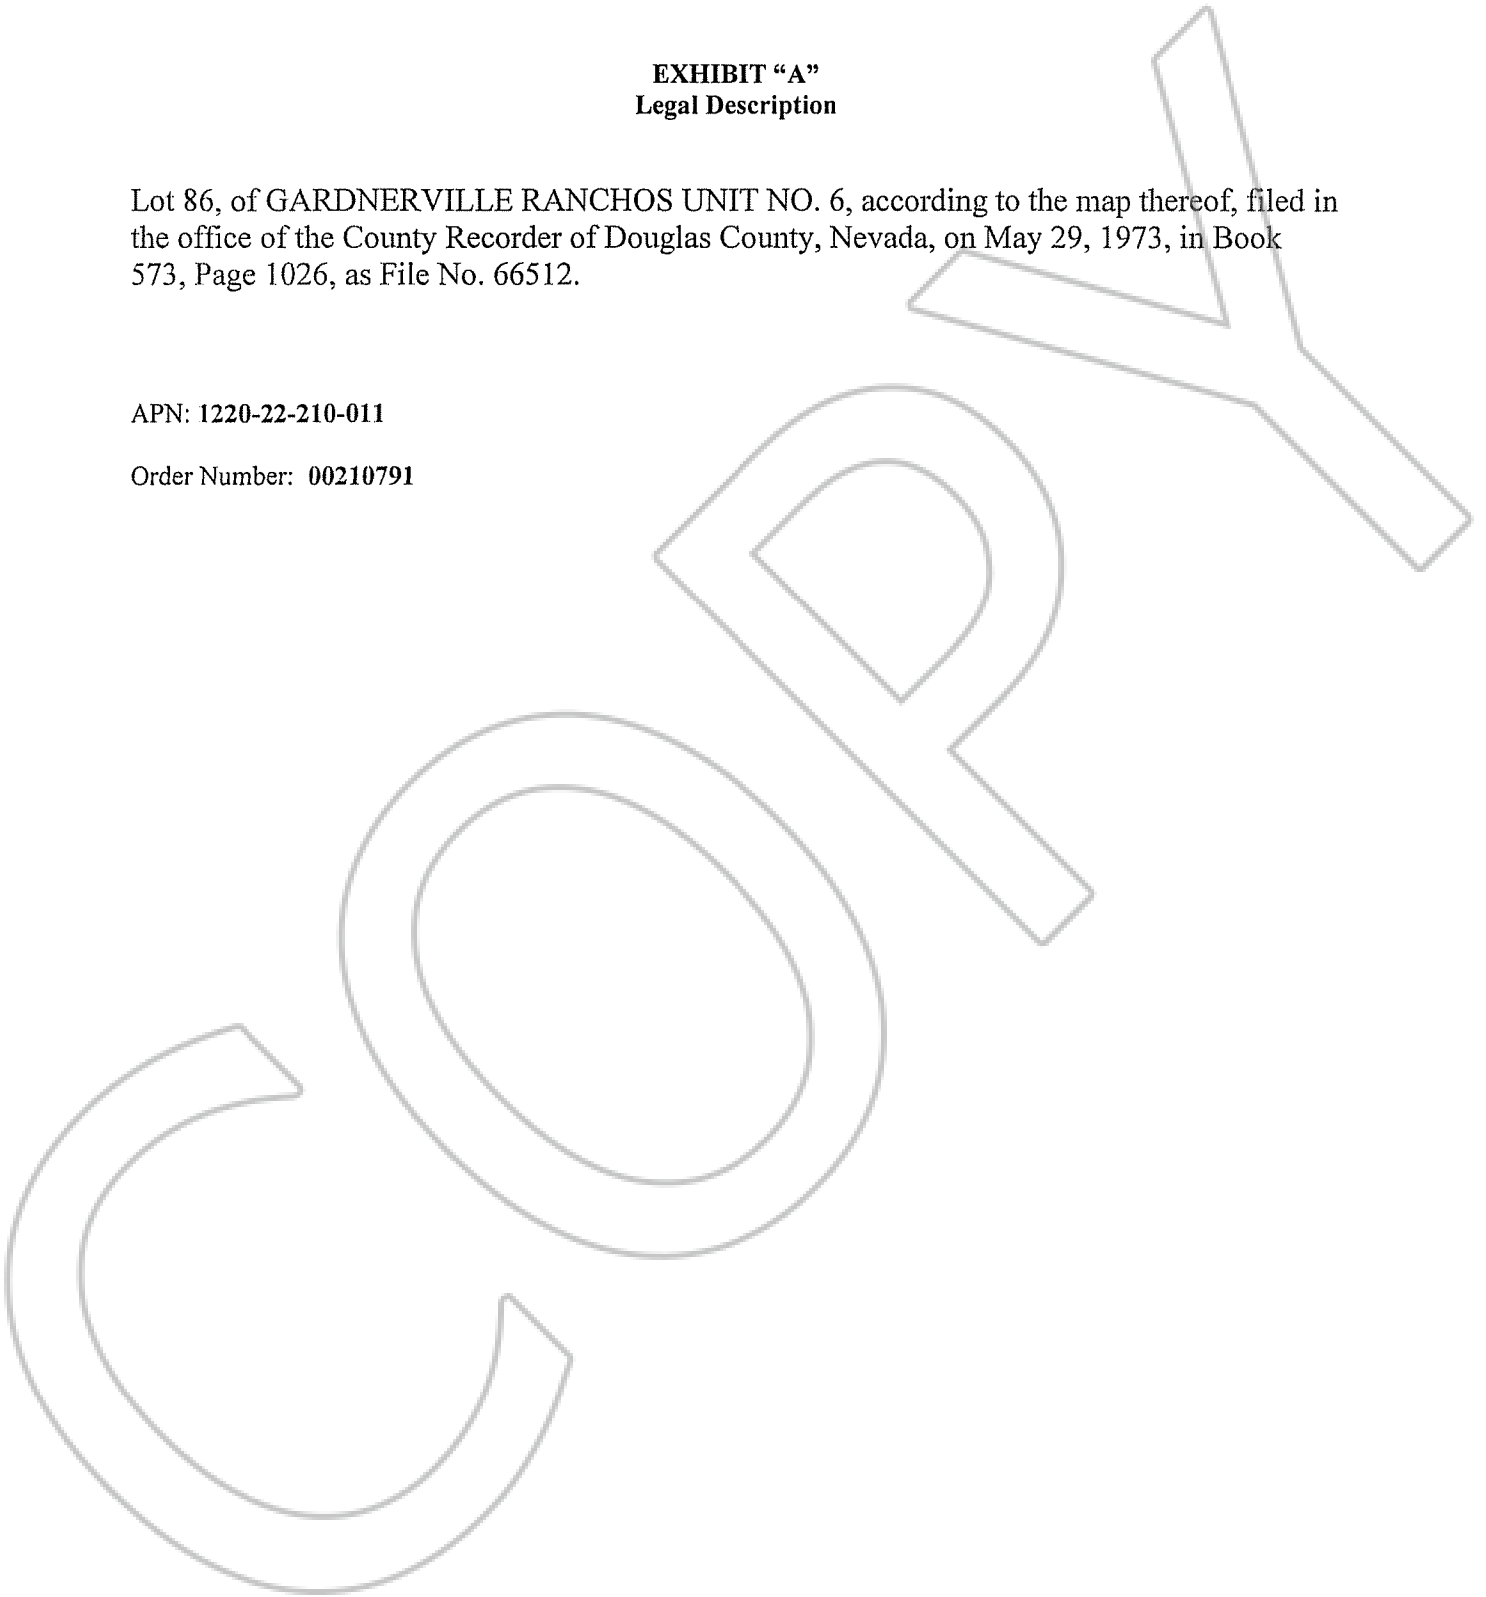 EXHIBIT “A”
Legal Description
Lot 86, of GARDNERVILLE RANCHOS UNIT NO. 6, according to the map thereof, filed in
the office of the County Recorder of Douglas County, Nevada, on May 29, 1973, in Book
573, Page 1026, as File No. 66512.
APN: 1220-22-210-011
Order Number: 00210791
COPY